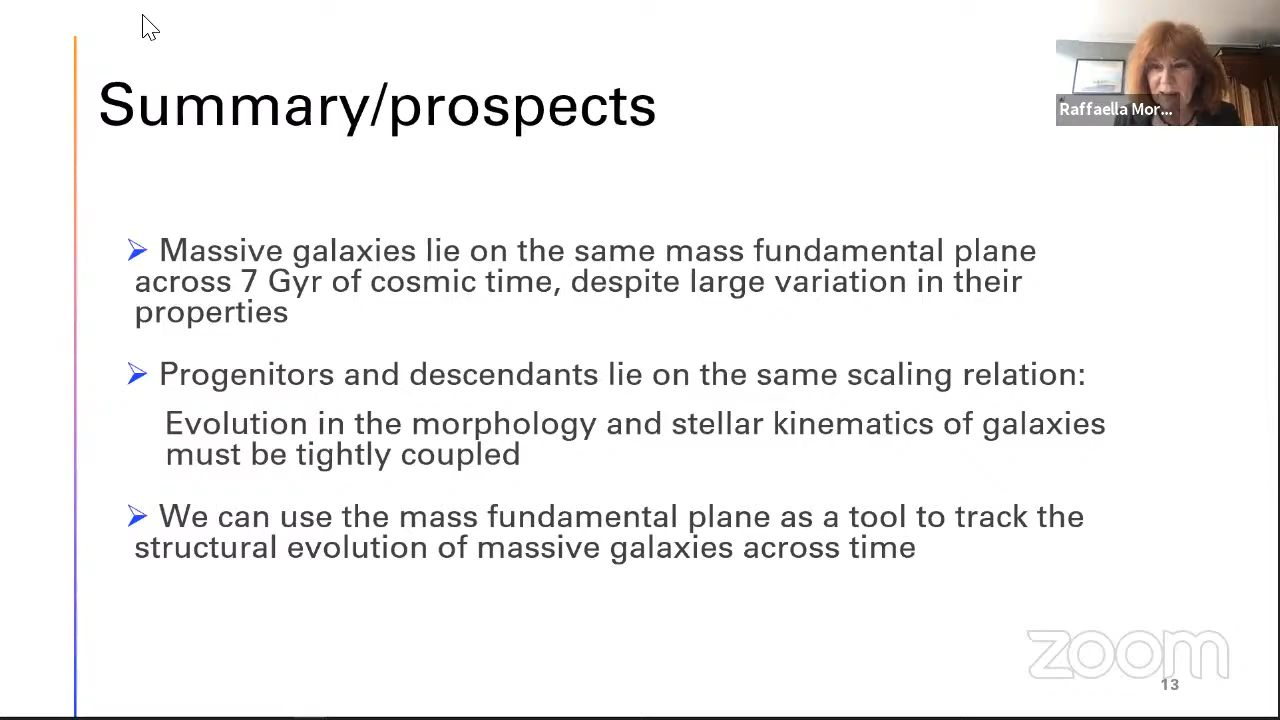 Summary/prospects
Raffaella Mor...
Massive galaxies lie on the same mass fundamental plane
across 7 Gyr of cosmic time, despite large variation in their
properties
Progenitors and descendants lie on the same scaling relation:
Evolution in the morphology and stellar kinematics of galaxies
must be tightly coupled
We can use the mass fundamental plane as a tool to track the
structural evolution of massive galaxies across time
zoom
13